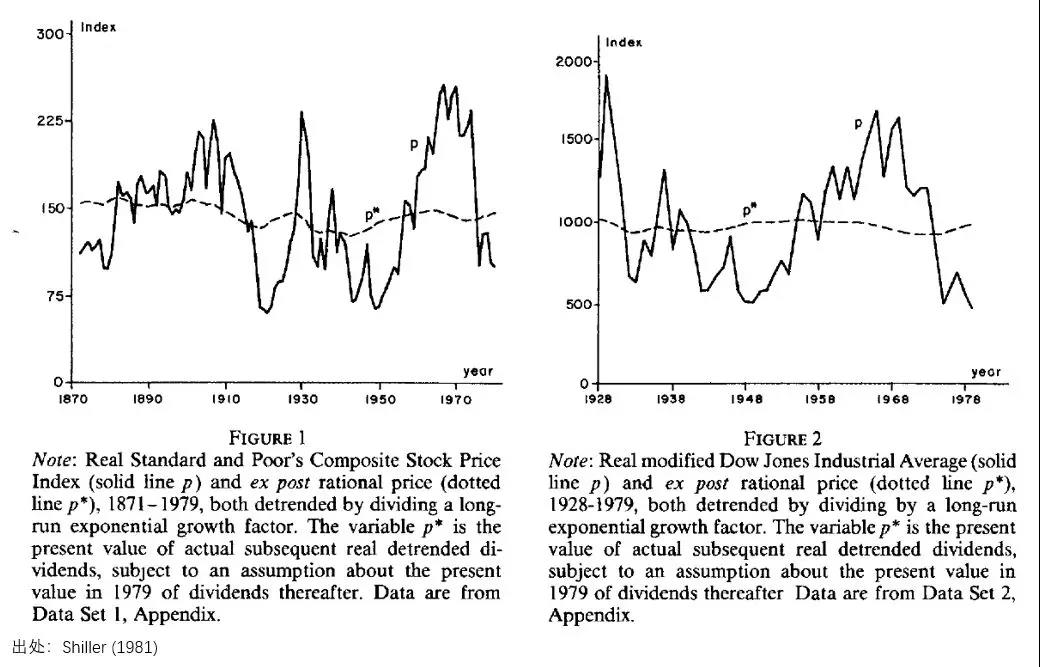 Index
300
225
150
75
0
p
p*
year
1870 1890 1910 1930 1950 1970
FIGURE 1
Note: Real Standard and Poor's Composite Stock Price
Index (solid line p) and ex post rational price (dotted
line p*), 1871–1979, both detrended by dividing a long-
run exponential growth factor. The variable p* is the
present value of actual subsequent real detrended di-
vidends, subject to an assumption about the present
value in 1979 of dividends thereafter. Data are from
Data Set 1, Appendix.
Index
2000
1500
1000
500
0
p
p*
year
1928 1938 1948 1958 1968 1978
FIGURE 2
Note: Real modified Dow Jones Industrial Average (solid
line p) and ex post rational price (dotted line p*),
1928-1979, both detrended by dividing by a long-run
exponential growth factor. The variable p* is the present
value of actual subsequent real detrended dividends,
subject to an assumption about the present value in
1979 of dividends thereafter Data are from Data Set 2,
Appendix.
出处：Shiller (1981)